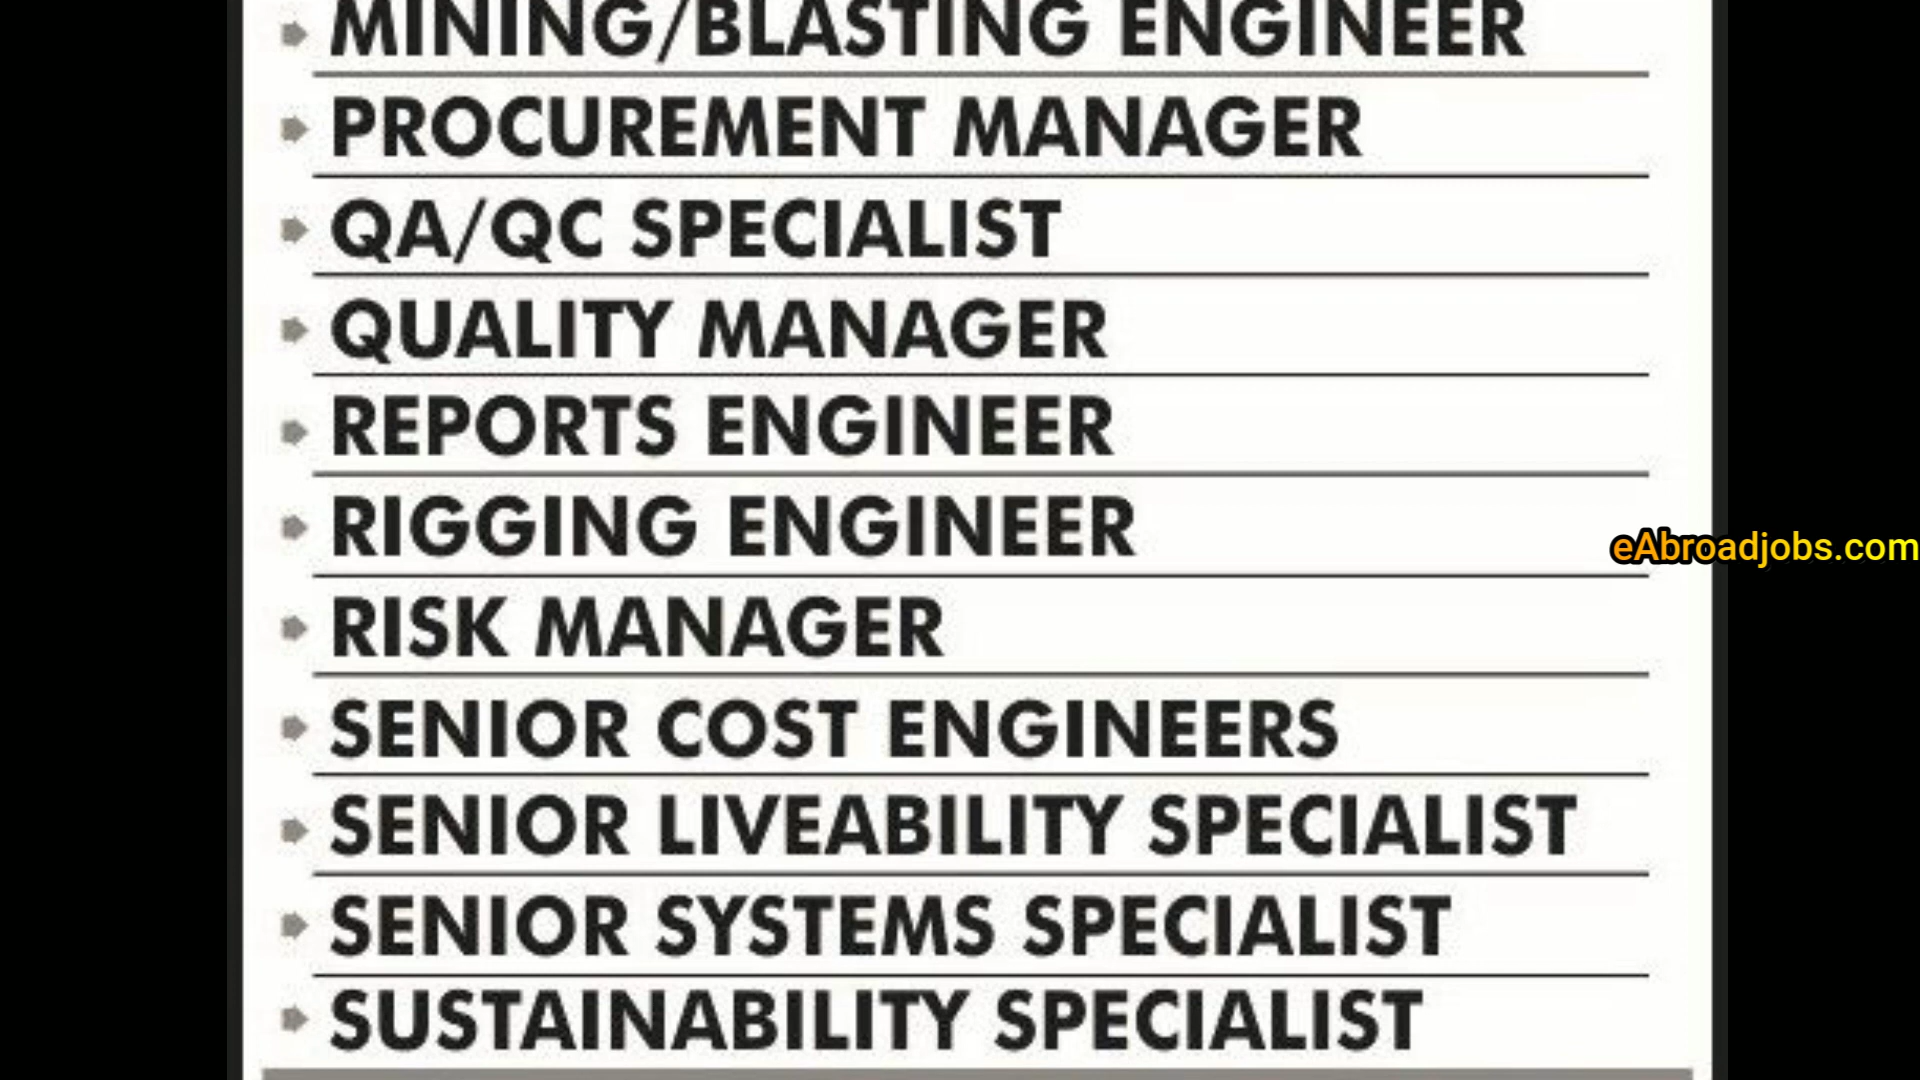 MINING/BLASTING ENGINEER
PROCUREMENT MANAGER
QA/QC SPECIALIST
QUALITY MANAGER
REPORTS ENGINEER
RIGGING ENGINEER
eAbroadjobs.com
RISK MANAGER
SENIOR COST ENGINEERS
SENIOR LIVEABILITY SPECIALIST
SENIOR SYSTEMS SPECIALIST
SUSTAINABILITY SPECIALIST